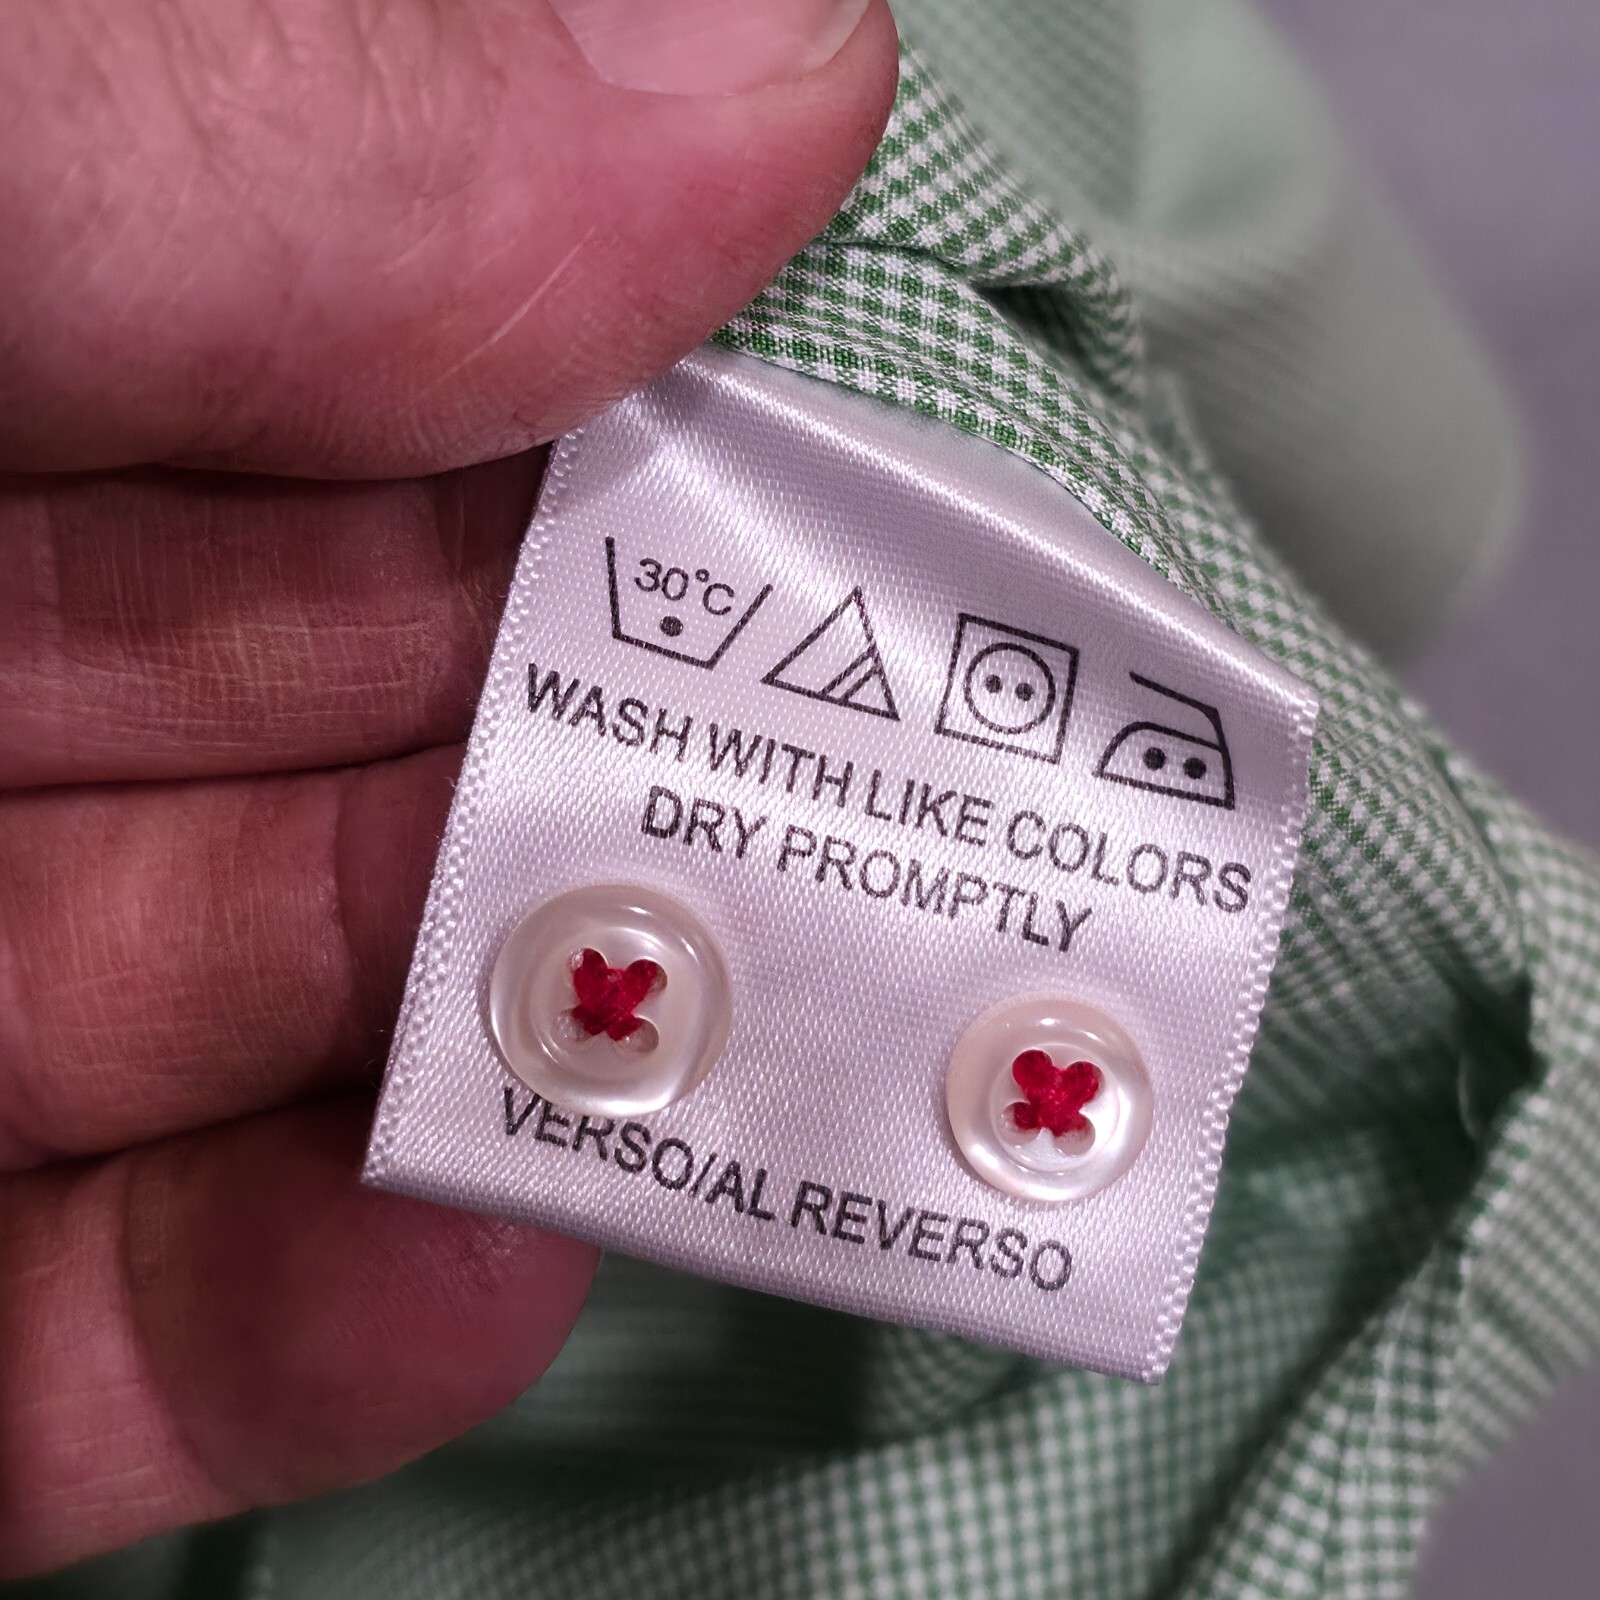 30°C
WASH WITH LIKE COLORS
DRY PROMPTLY
VERSO/AL REVERSO